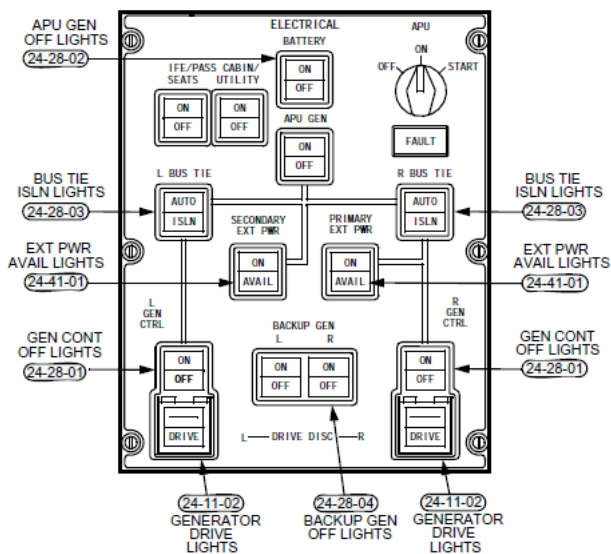 APU GEN
OFF LIGHTS
24-28-02
ELECTRICAL
BATTERY
ON
OFF
APU
ON
OFF
START
FAULT
IFE/PASS CABIN/
SEATS UTILITY
ON
OFF
ON
OFF
APU GEN
ON
OFF
BUS TIE
ISLN LIGHTS
24-28-03
L BUS TIE
AUTO
ISLN
R BUS TIE
AUTO
ISLN
BUS TIE
ISLN LIGHTS
24-28-03
EXT PWR
AVAIL LIGHTS
24-41-01
SECONDARY
EXT PWR
ON
AVAIL
PRIMARY
EXT PWR
ON
AVAIL
EXT PWR
AVAIL LIGHTS
24-41-01
GEN CONT
OFF LIGHTS
24-28-01
L
GEN
CTRL
ON
OFF
DRIVE
BACKUP GEN
L R
ON
OFF
ON
OFF
L DRIVE DISC R
R
GEN
CTRL
ON
OFF
DRIVE
GEN CONT
OFF LIGHTS
24-28-01
24-11-02
GENERATOR
DRIVE
LIGHTS
24-28-04
BACKUP GEN
OFF LIGHTS
24-11-02
GENERATOR
DRIVE
LIGHTS